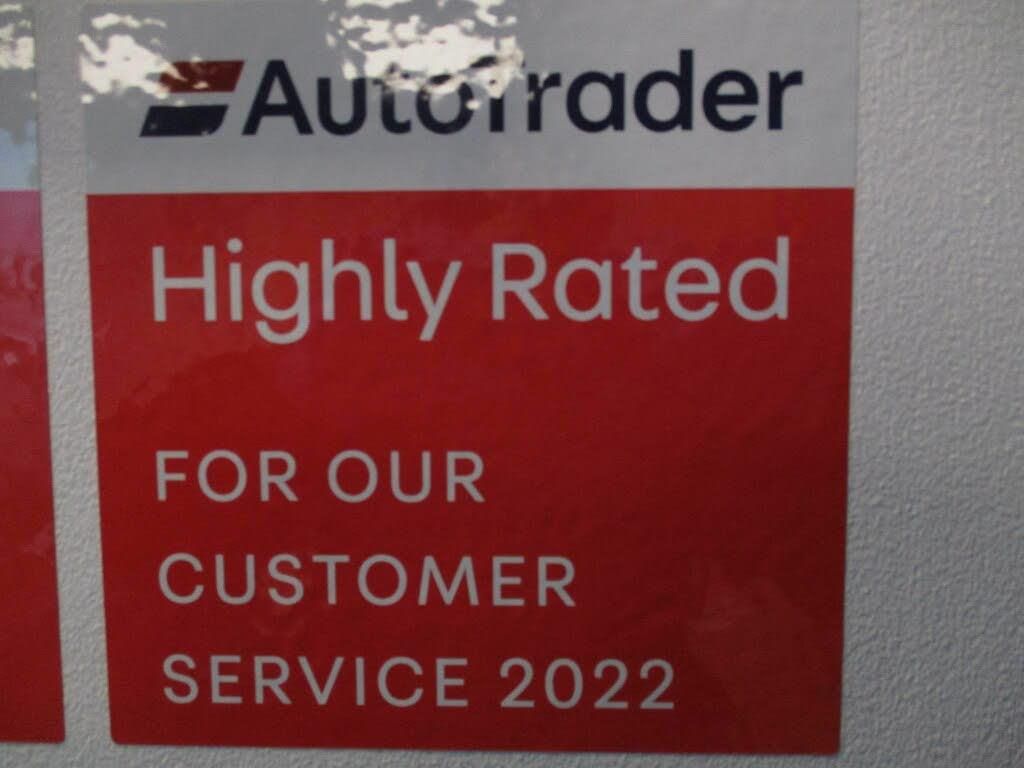 AutoTrader
Highly Rated
FOR OUR
CUSTOMER
SERVICE 2022